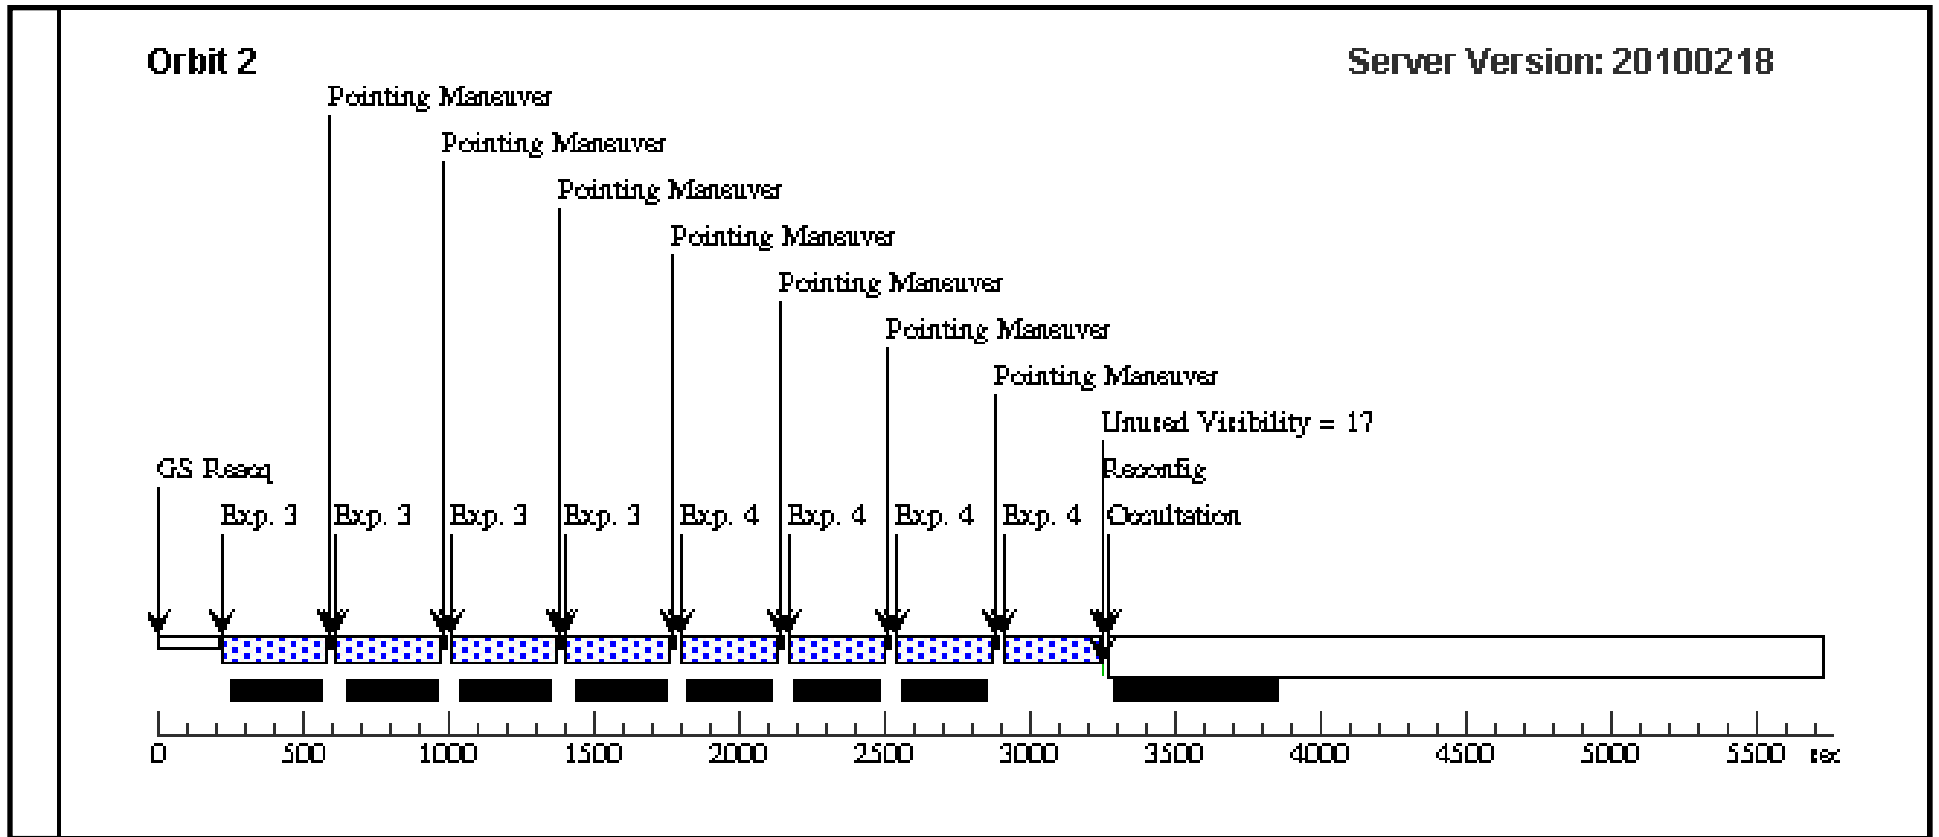 Orbit 2
Server Version: 20100218
Pointing Maneuver
Pointing Maneuver
Pointing Maneuver
Pointing Maneuver
Pointing Maneuver
Pointing Maneuver
Pointing Maneuver
Unused Visibility = 17
GS Reacq
Reconfig
Exp. 3
Exp. 3
Exp. 3
Exp. 3
Exp. 4
Exp. 4
Exp. 4
Exp. 4
Occultation
0 500 1000 1500 2000 2500 3000 3500 4000 4500 5000 5500 sec